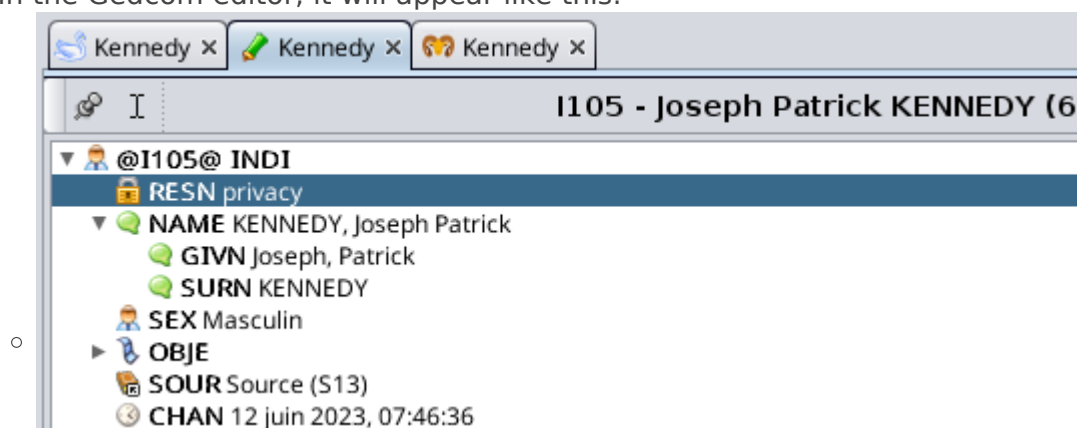 in the Gedcom editor, it will appear like this:
Kennedy × Kennedy × Kennedy ×
I105 - Joseph Patrick KENNEDY (6
@I105@ INDI
RESN privacy
NAME KENNEDY, Joseph Patrick
GIVN Joseph, Patrick
SURN KENNEDY
SEX Masculin
OBJE
SOUR Source (S13)
CHAN 12 juin 2023, 07:46:36